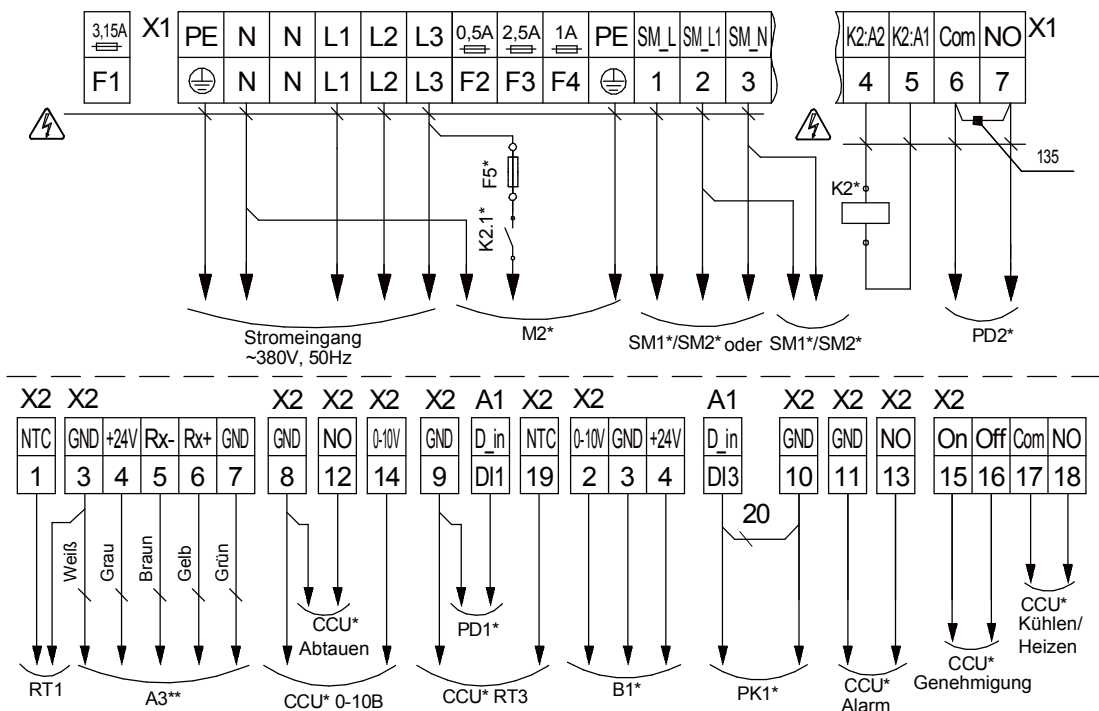 3,15A X1 PE N N L1 L2 L3 0,5A 2,5A 1A PE SM_L SM_L1 SM_N K2:A2 K2:A1 Com NO X1
F1 N N L1 L2 L3 F2 F3 F4 1 2 3 4 5 6 7
135
F5*
K2.1*
K2*
Stromeingang
~380V, 50Hz
M2*
SM1*/SM2* oder SM1*/SM2*
PD2*
X2 X2 X2 X2 X2 X2 A1 X2 X2 A1 X2 X2 X2 X2
NTC GND +24V Rx- Rx+ GND GND NO 0-10V GND D_in NTC 0-10V GND +24V D_in GND GND NO On Off Com NO
1 3 4 5 6 7 8 12 14 9 DI1 19 2 3 4 DI3 10 11 13 15 16 17 18
20
Weiß
Grau
Braun
Gelb
Grün
CCU*
Abtauen
PD1*
CCU*
Kühlen/
Heizen
RT1
A3**
CCU* 0-10B
CCU* RT3
B1*
PK1*
CCU*
Alarm
CCU*
Genehmigung